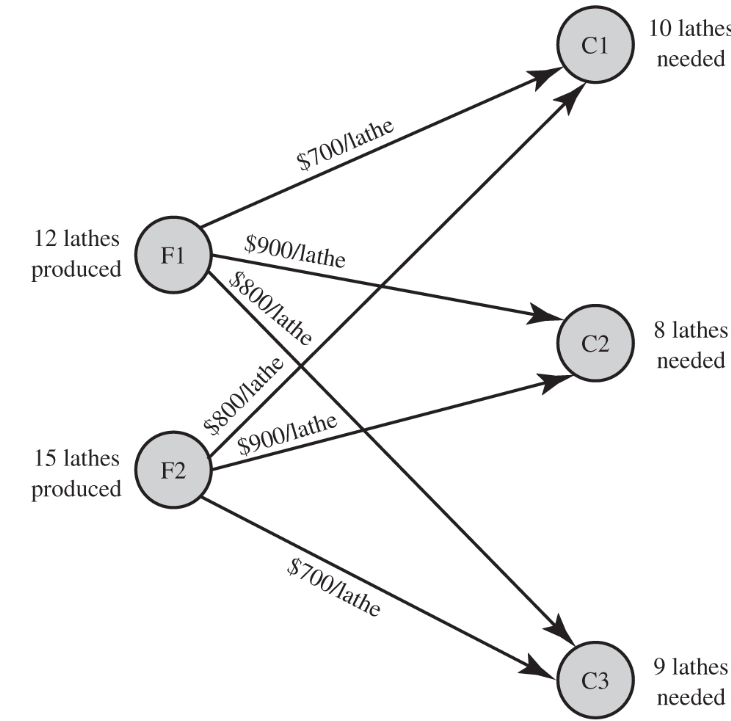 C1
10 lathes
needed
$700/lathe
12 lathes
produced
F1
$900/lathe
$800/lathe
C2
8 lathes
needed
$800/lathe
$900/lathe
15 lathes
produced
F2
$700/lathe
C3
9 lathes
needed